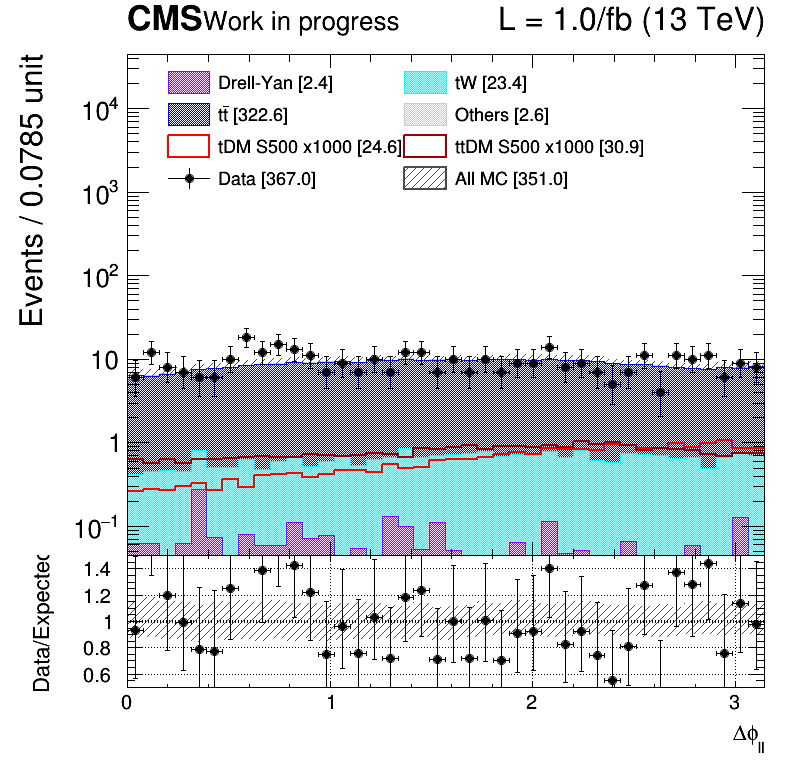 CMS Work in progress L = 1.0/fb (13 TeV)
Events / 0.0785 unit
Drell-Yan [2.4] tW [23.4]
tt̄ [322.6] Others [2.6]
tDM S500 x1000 [24.6] ttDM S500 x1000 [30.9]
Data [367.0] All MC [351.0]
10⁴
10³
10²
10
1
10⁻¹
Data/Expected
1.4
1.2
1
0.8
0.6
0 1 2 3
Δϕ_ll